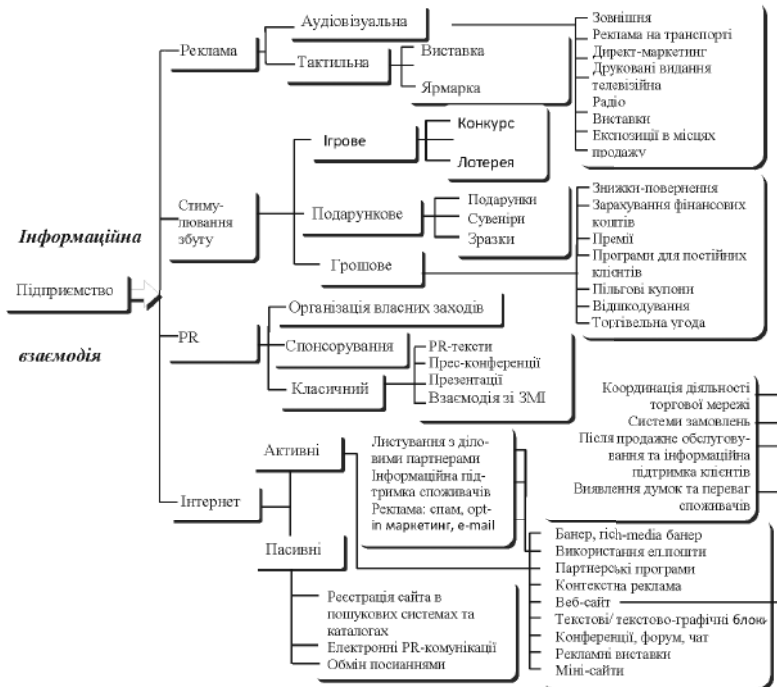 Інформаційна
Підприємство
взаємодія
Реклама
Аудіовізуальна
Тактильна
Виставка
Ярмарка
Зовнішня
Реклама на транспорті
Директ-маркетинг
Друковані видання
телевізійна
Радіо
Виставки
Експозиції в місцях
продажу
Стиму-
лювання
збуту
Ігрове
Конкурс
Лотерея
Подарункове
Подарунки
Сувеніри
Зразки
Грошове
Знижки-повернення
Зарахування фінансових
коштів
Премії
Програми для постійних
клієнтів
Пільгові купони
Відшкодування
Торгівельна угода
PR
Організація власних заходів
Спонсорування
Класичний
PR-тексти
Прес-конференції
Презентації
Взаємодія зі ЗМІ
Інтернет
Активні
Листування з діло-
вими партнерами
Інформаційна під-
тримка споживачів
Реклама: спам, opt-
in маркетинг, e-mail
Координація діяльності
торгової мережі
Системи замовлень
Після продажне обслугову-
вання та інформаційна
підтримка клієнтів
Виявлення думок та переваг
споживачів
Пасивні
Реєстрація сайта в
пошукових системах та
каталогах
Електронні PR-комунікації
Обмін посианнями
Банер, rich-media банер
Використання ел.пошти
Партнерські програми
Контекстна реклама
Веб-сайт
Текстові/ текстово-графічні блоки
Конференції, форум, чат
Рекламні виставки
Міні-сайти